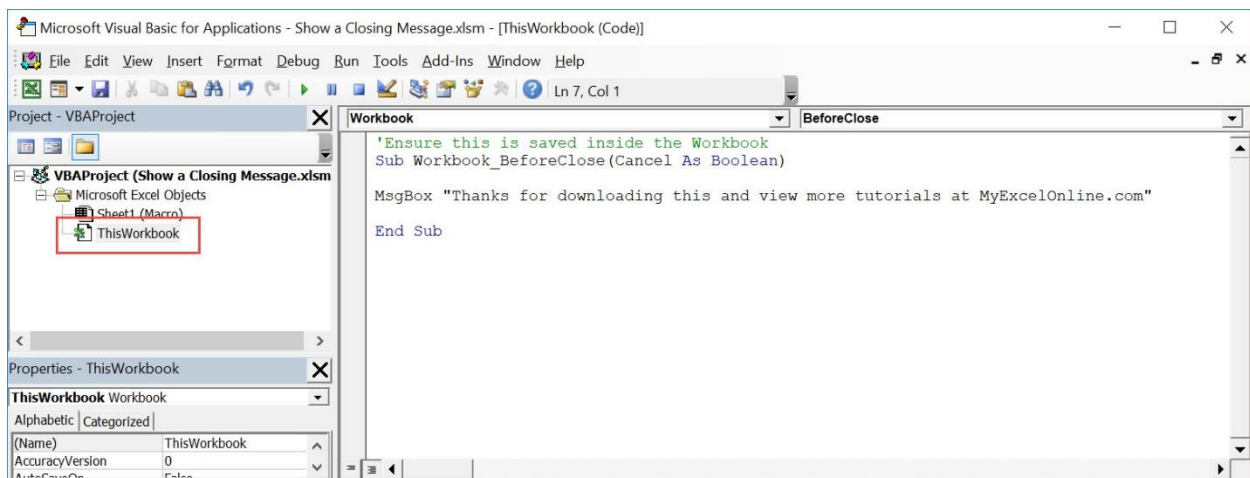 Microsoft Visual Basic for Applications - Show a Closing Message.xlsm - [ThisWorkbook (Code)]
File Edit View Insert Format Debug Run Tools Add-Ins Window Help
Ln 7, Col 1
Project - VBAProject
VBAProject (Show a Closing Message.xlsm
Microsoft Excel Objects
Sheet1 (Macro)
ThisWorkbook
Properties - ThisWorkbook
ThisWorkbook Workbook
Alphabetic Categorized
(Name) ThisWorkbook
AccuracyVersion 0
AutoSaveOn False
Workbook BeforeClose
'Ensure this is saved inside the Workbook
Sub Workbook_BeforeClose(Cancel As Boolean)
MsgBox "Thanks for downloading this and view more tutorials at MyExcelOnline.com"
End Sub